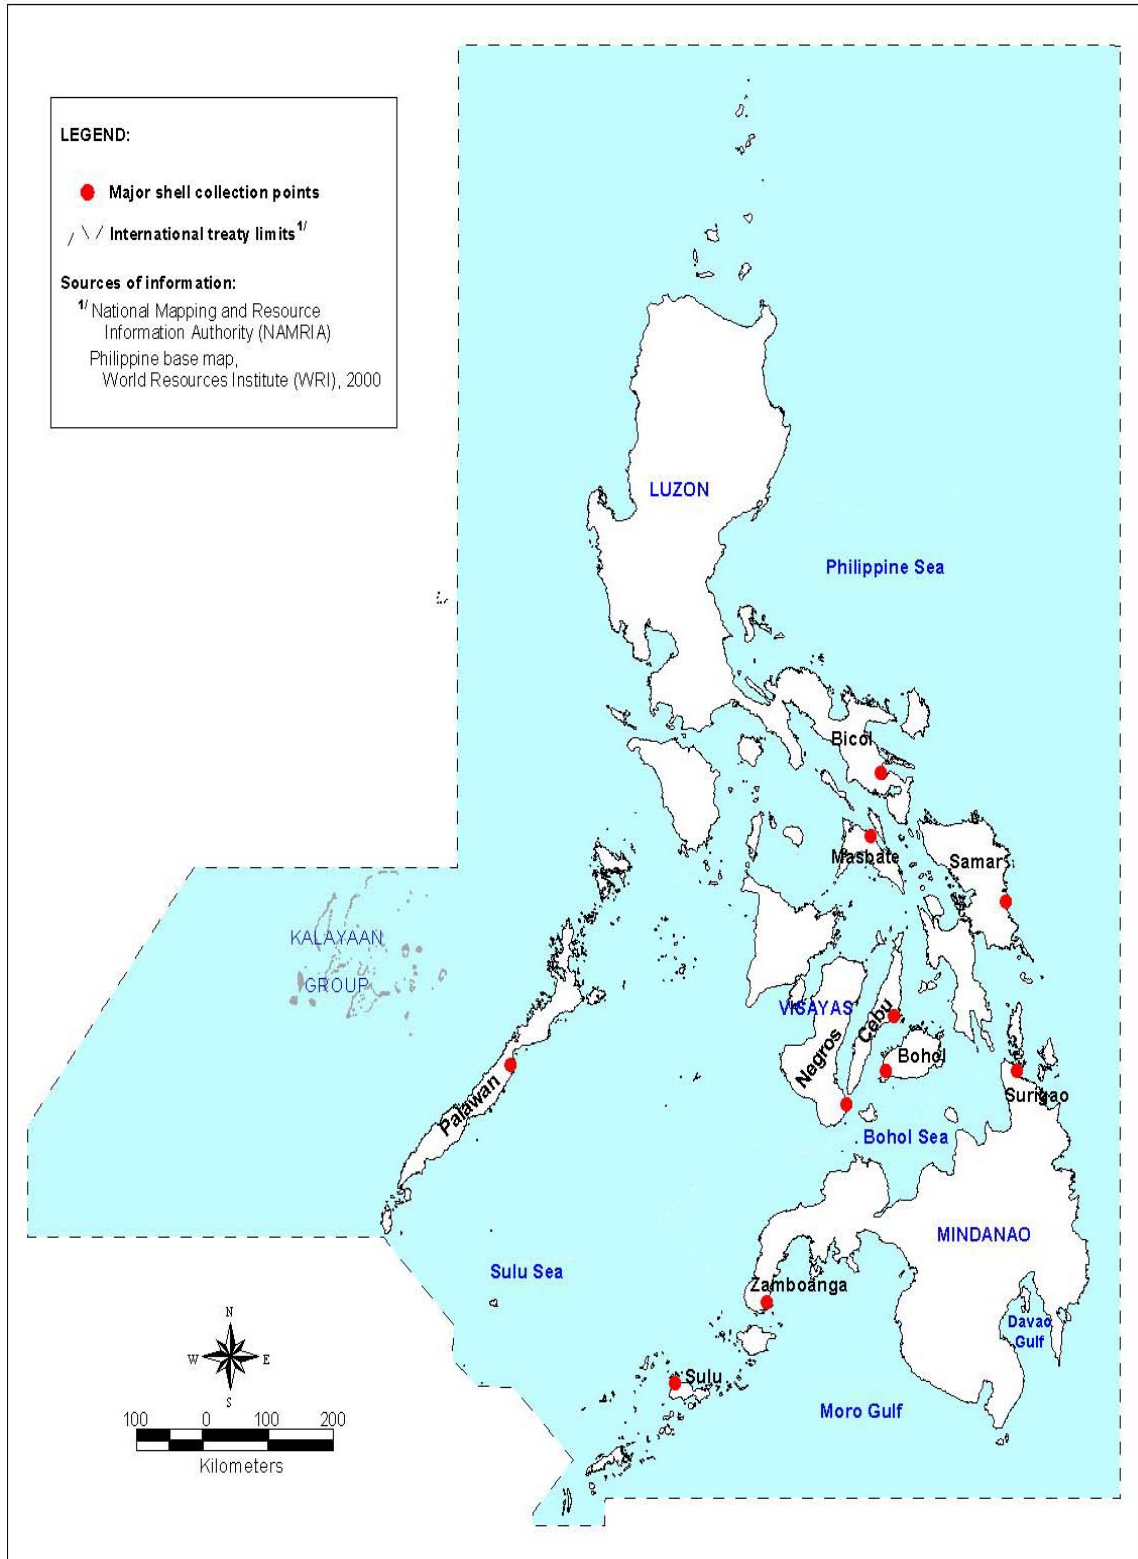 LEGEND:
Major shell collection points
International treaty limits 1/
Sources of information:
1/ National Mapping and Resource
Information Authority (NAMRIA)
Philippine base map,
World Resources Institute (WRI), 2000
LUZON
Philippine Sea
Bicol
Masbate
Samar
KALAYAAN
GROUP
VISAYAS
Cebu
Negros
Bohol
Palawan
Surigao
Bohol Sea
MINDANAO
Sulu Sea
Zamboanga
Davao
Gulf
Sulu
Moro Gulf
N
W E
S
100 0 100 200
Kilometers